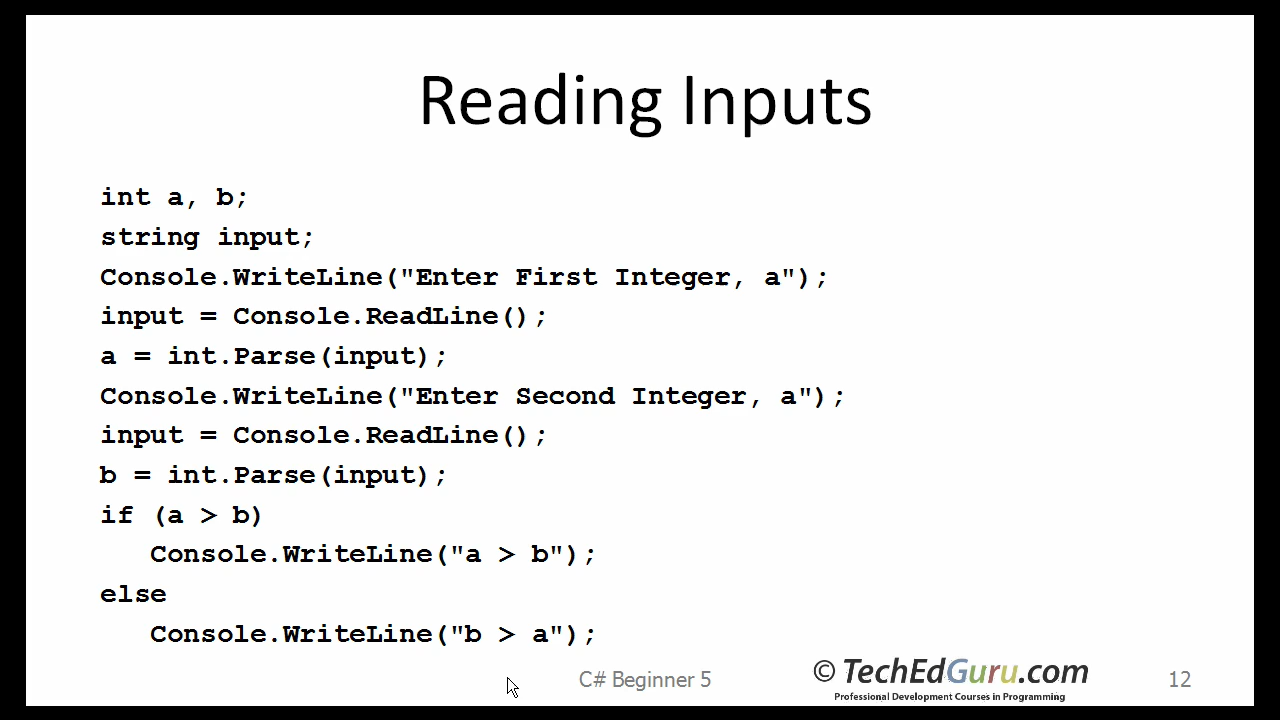 Reading Inputs
int a, b;
string input;
Console.WriteLine("Enter First Integer, a");
input = Console.ReadLine();
a = int.Parse(input);
Console.WriteLine("Enter Second Integer, a");
input = Console.ReadLine();
b = int.Parse(input);
if (a > b)
   Console.WriteLine("a > b");
else
   Console.WriteLine("b > a");
C# Beginner 5
© TechEdGuru.com
Professional Development Courses in Programming
12